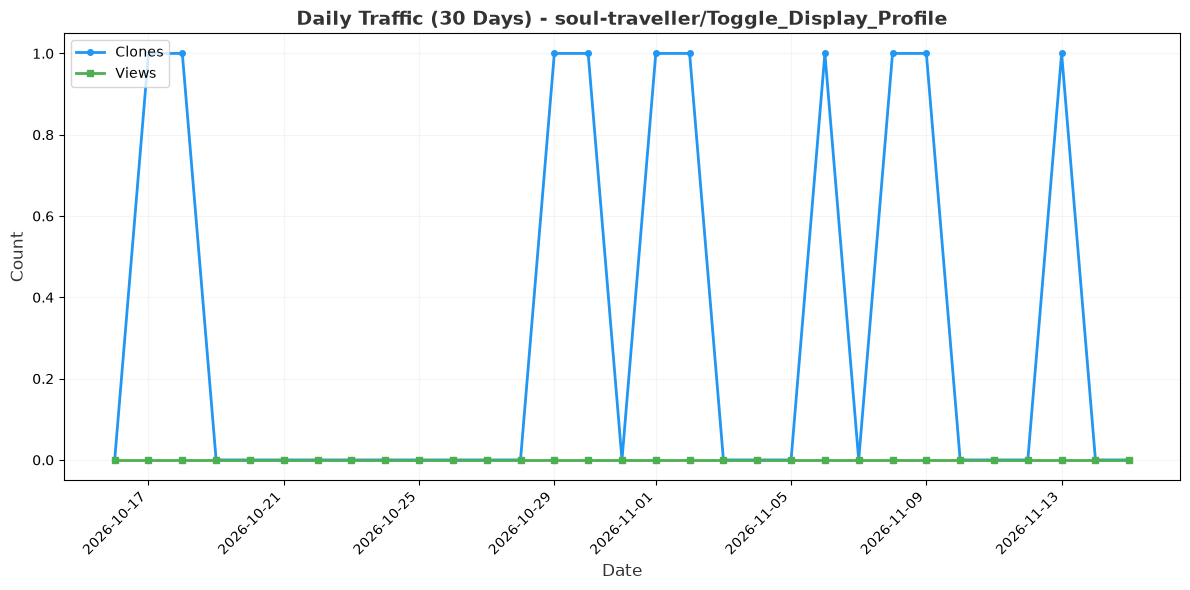 Daily Traffic (30 Days) - soul-traveller/Toggle_Display_Profile
Clones
Views
1.0
0.8
0.6
0.4
0.2
0.0
Count
2026-10-17
2026-10-21
2026-10-25
2026-10-29
2026-11-01
2026-11-05
2026-11-09
2026-11-13
Date